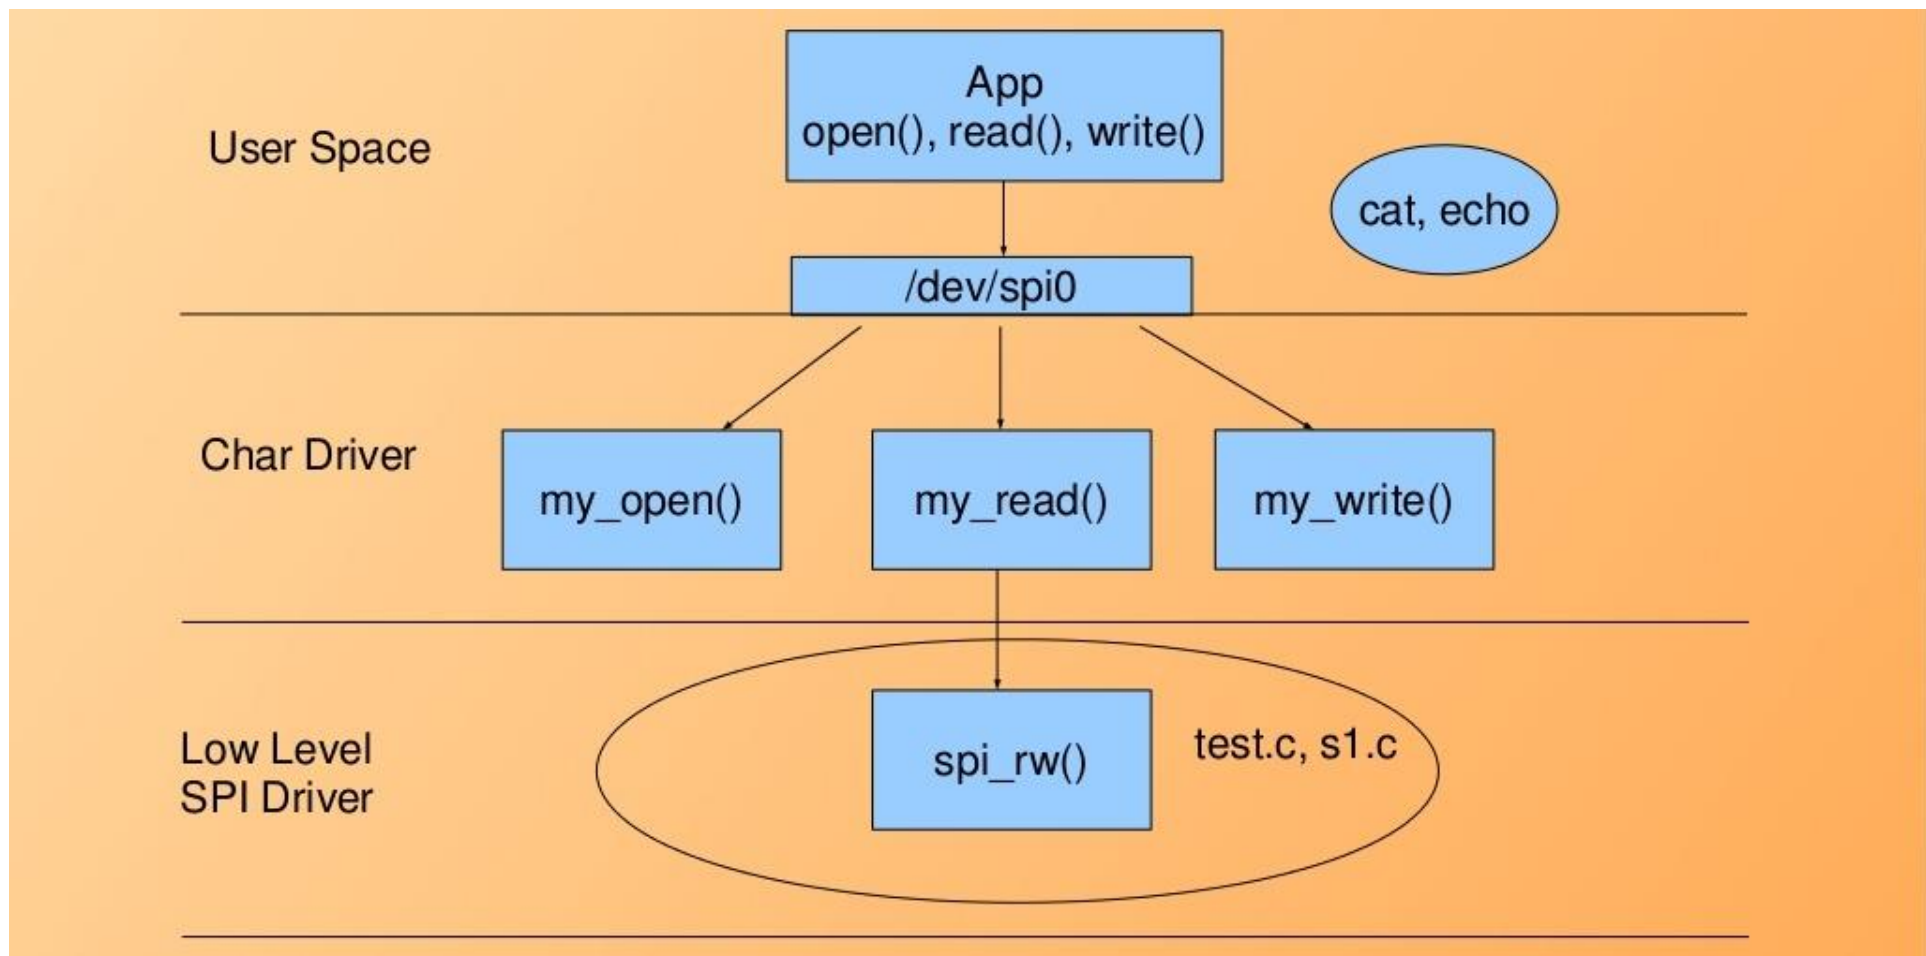 App
open(), read(), write()
User Space
cat, echo
/dev/spi0
Char Driver
my_open()
my_read()
my_write()
Low Level
SPI Driver
spi_rw()
test.c, s1.c